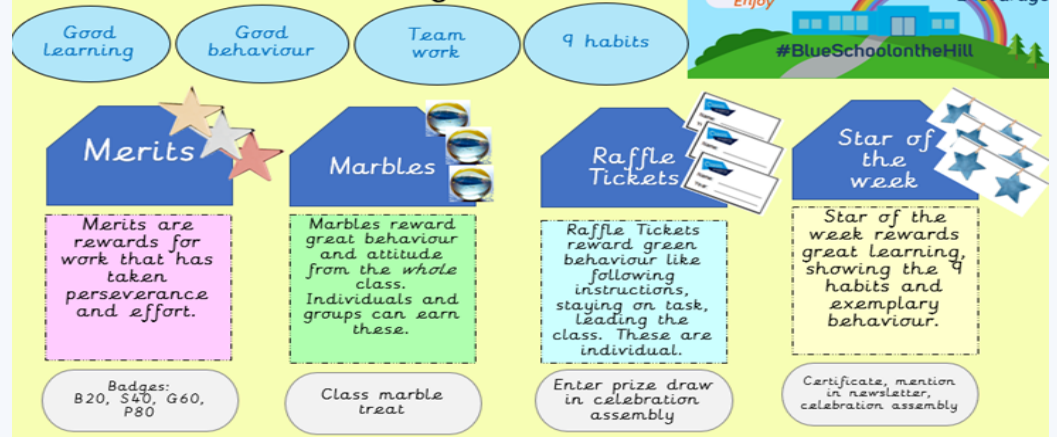 Enjoy
Good
Learning
Good
behaviour
Team
work
9 habits
#BlueSchoolontheHill
Merits
Marbles
Raffle
Tickets
Name:
Name:
Name:
Star of
the
week
Merits are
rewards for
work that has
taken
perseverance
and effort.
Marbles reward
great behaviour
and attitude
from the whole
class.
Individuals and
groups can earn
these.
Raffle Tickets
reward green
behaviour like
following
instructions,
staying on task,
leading the
class. These are
individual.
Star of the
week rewards
great learning,
showing the 9
habits and
exemplary
behaviour.
Badges:
B20, S40, G60,
P80
Class marble
treat
Enter prize draw
in celebration
assembly
Certificate, mention
in newsletter,
celebration assembly